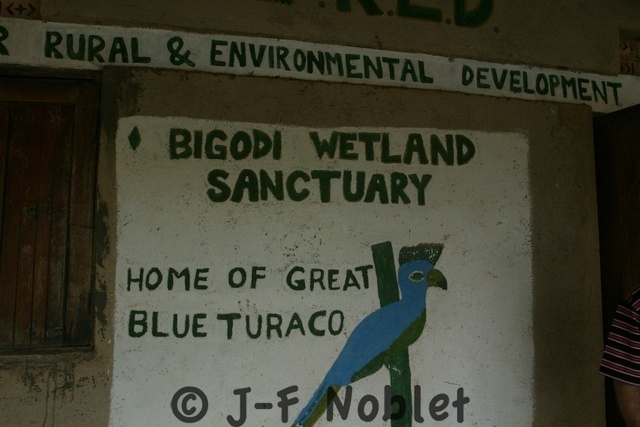 .R.E.D.
R RURAL & ENVIRONMENTAL DEVELOPMENT
BIGODI WETLAND
SANCTUARY
HOME OF GREAT
BLUE TURACO
© J-F Noblet